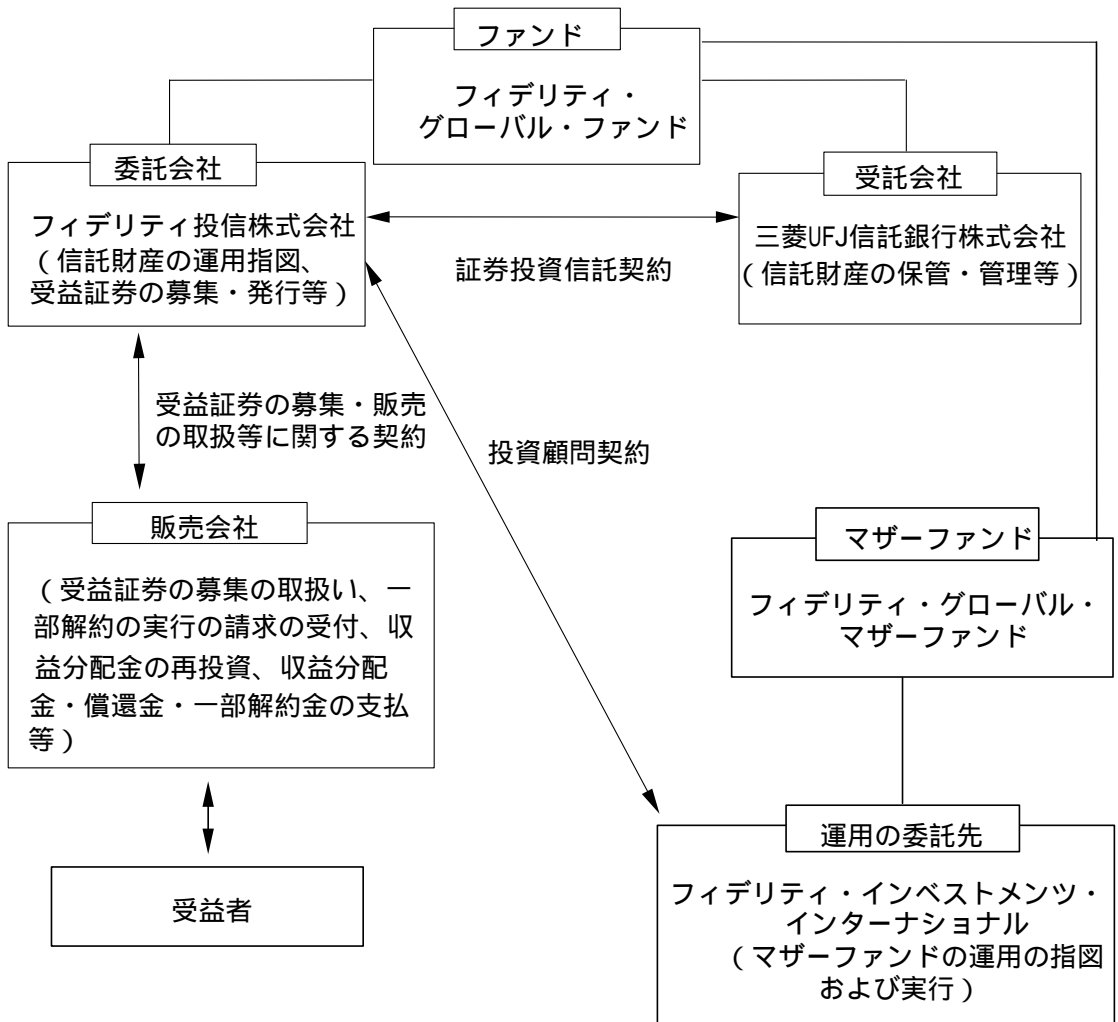 ファンド
フィデリティ・
グローバル・ファンド
委託会社
フィデリティ投信株式会社
(信託財産の運用指図、
受益証券の募集・発行等)
受託会社
三菱UFJ信託銀行株式会社
(信託財産の保管・管理等)
証券投資信託契約
受益証券の募集・販売
の取扱等に関する契約
投資顧問契約
販売会社
(受益証券の募集の取扱い、一
部解約の実行の請求の受付、収
益分配金の再投資、収益分配
金・償還金・一部解約金の支払
等)
マザーファンド
フィデリティ・グローバル・
マザーファンド
受益者
運用の委託先
フィデリティ・インベストメンツ・
インターナショナル
(マザーファンドの運用の指図
および実行)